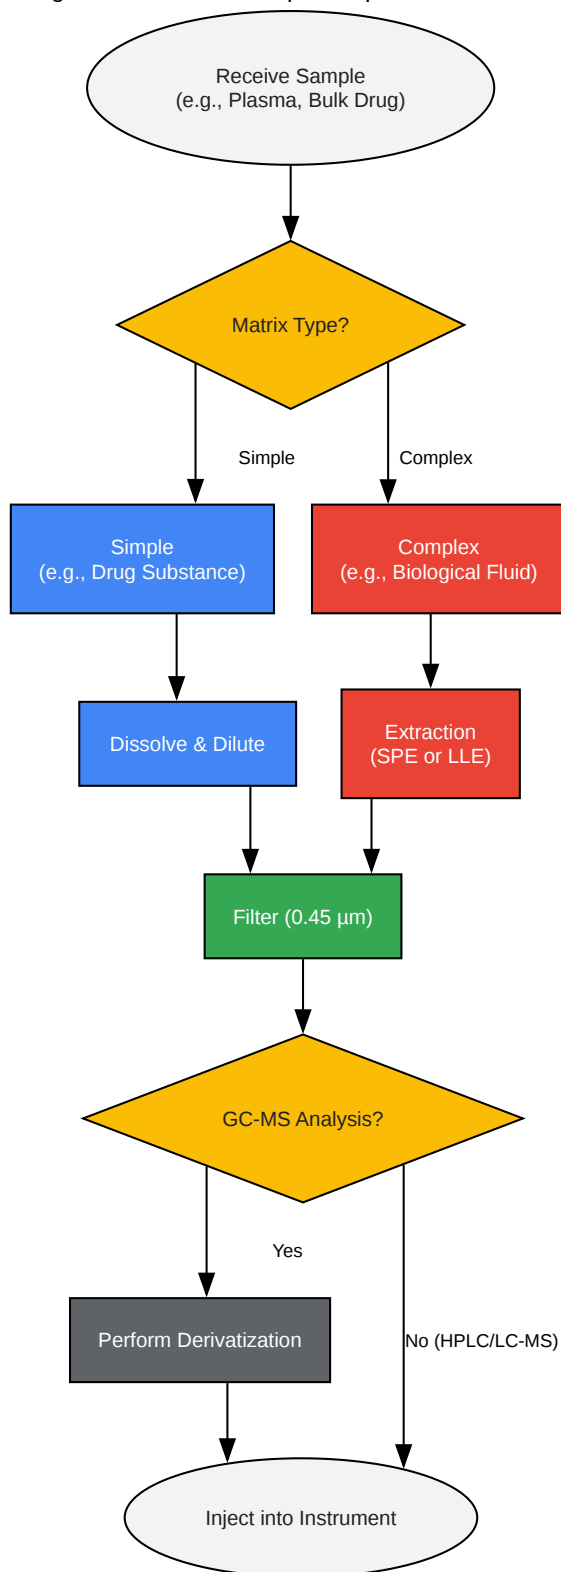 Receive Sample
(e.g., Plasma, Bulk Drug)
Matrix Type?
Simple
Complex
Simple
(e.g., Drug Substance)
Complex
(e.g., Biological Fluid)
Dissolve & Dilute
Extraction
(SPE or LLE)
Filter (0.45 µm)
GC-MS Analysis?
Yes
No (HPLC/LC-MS)
Perform Derivatization
Inject into Instrument